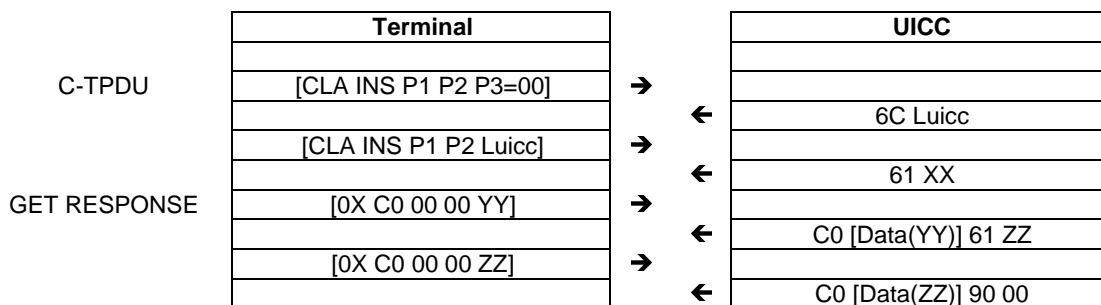 Terminal UICC
C-TPDU [CLA INS P1 P2 P3=00] ➔
🡰 6C Luicc
[CLA INS P1 P2 Luicc] ➔
🡰 61 XX
GET RESPONSE [0X C0 00 00 YY] ➔
🡰 C0 [Data(YY)] 61 ZZ
[0X C0 00 00 ZZ] ➔
🡰 C0 [Data(ZZ)] 90 00